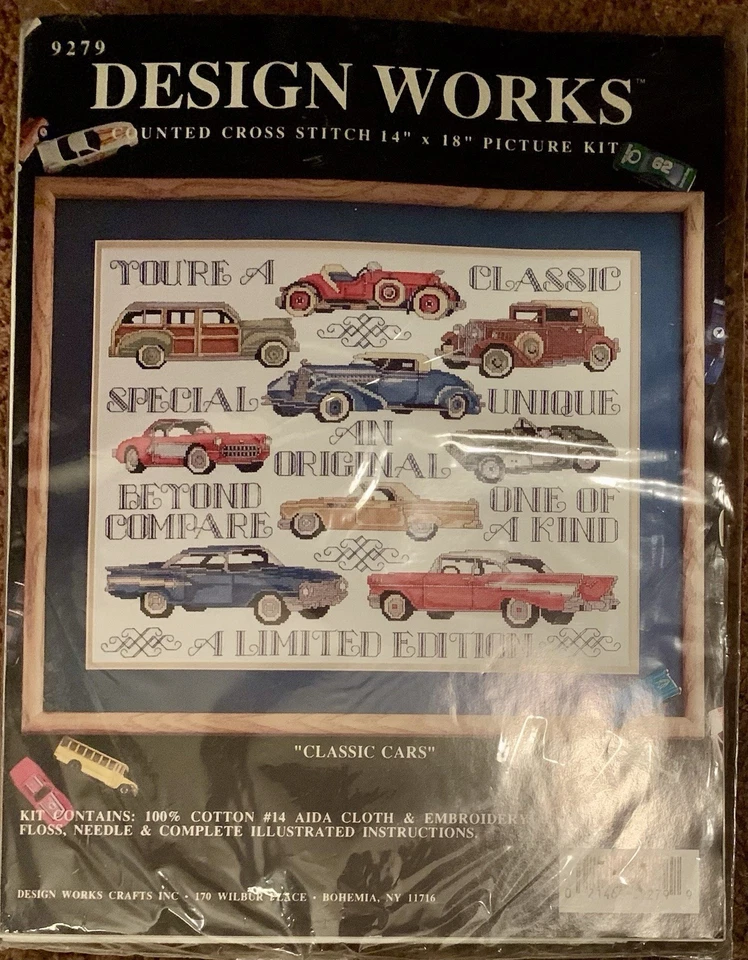 9279
DESIGN WORKS™
COUNTED CROSS STITCH 14" x 18" PICTURE KIT
62
YOU'RE A CLASSIC
SPECIAL UNIQUE
AN
ORIGINAL
BEYOND ONE OF
COMPARE A KIND
A LIMITED EDITION
"CLASSIC CARS"
KIT CONTAINS: 100% COTTON #14 AIDA CLOTH & EMBROIDERY
FLOSS, NEEDLE & COMPLETE ILLUSTRATED INSTRUCTIONS.
DESIGN WORKS CRAFTS INC · 170 WILBUR PLACE · BOHEMIA, NY 11716